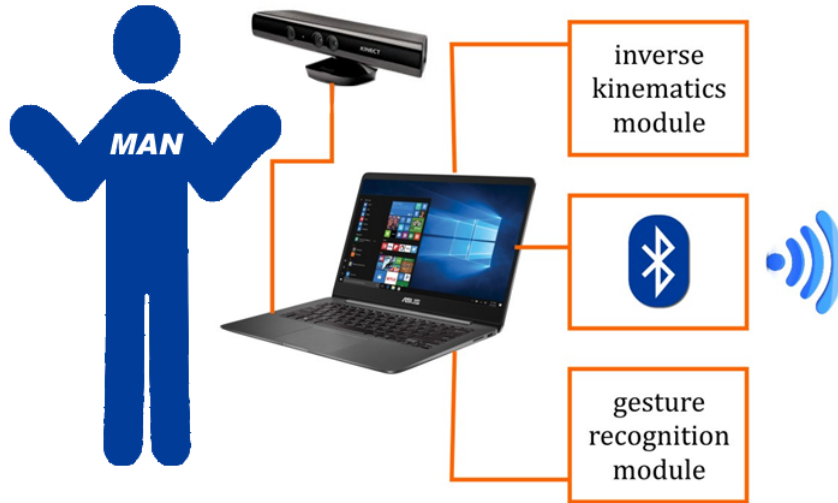 KINECT
MAN
inverse
kinematics
module
ASUS
gesture
recognition
module